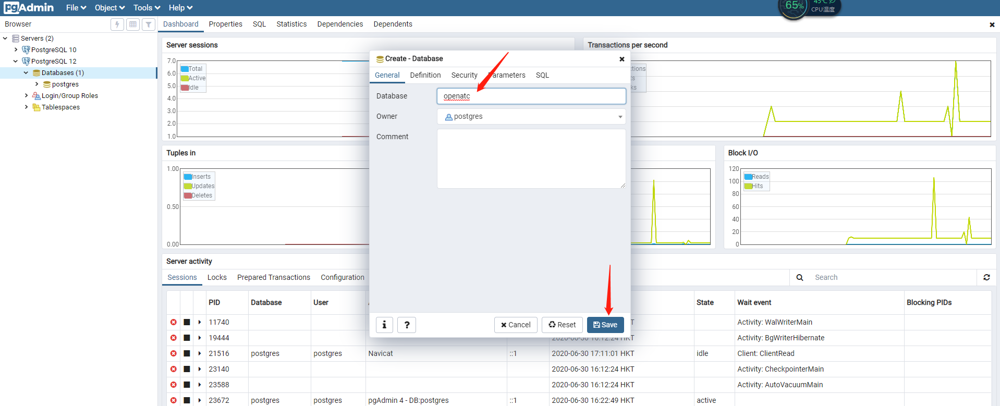 pgAdmin File Object Tools Help
65% 45℃
CPU温度
Browser
Dashboard Properties SQL Statistics Dependencies Dependents
Servers (2)
PostgreSQL 10
PostgreSQL 12
Databases (1)
postgres
Login/Group Roles
Tablespaces
Server sessions
7.0
6.0
5.0
4.0
3.0
2.0
1.0
Total
Active
Idle
Transactions per second
Create - Database
General Definition Security Parameters SQL
Database openatc
Owner postgres
Comment
Cancel Reset Save
Tuples in
1.00
0.50
0.00
Inserts
Updates
Deletes
Block I/O
120
100
80
60
40
20
0
Reads
Hits
Server activity
Sessions Locks Prepared Transactions Configuration
Search
PID Database User State Wait event Blocking PIDs
11740 Activity: WalWriterMain
19444 2020-06-30 16:12:24 HKT Activity: BgWriterHibernate
21516 postgres postgres Navicat ::1 2020-06-30 17:11:01 HKT idle Client: ClientRead
23140 2020-06-30 16:12:24 HKT Activity: CheckpointerMain
23588 2020-06-30 16:12:24 HKT Activity: AutoVacuumMain
23672 postgres postgres pgAdmin 4 - DB:postgres ::1 2020-06-30 16:22:49 HKT active